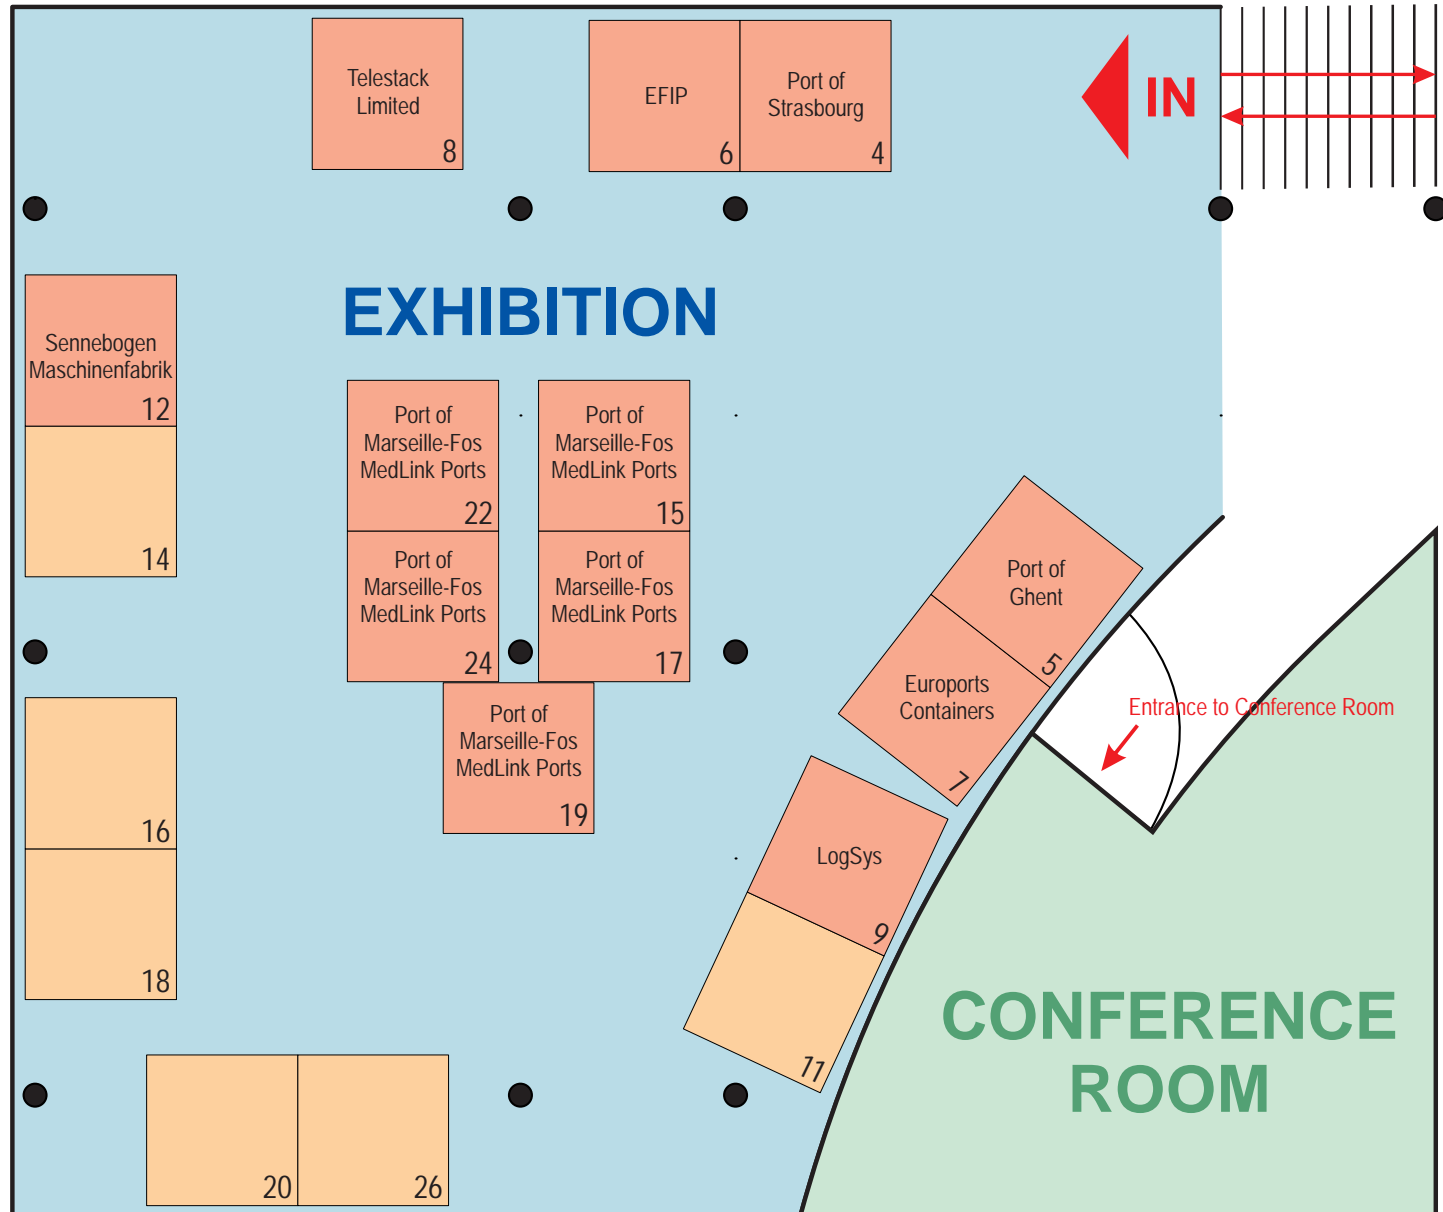 Telestack
Limited
8
EFIP
6
Port of
Strasbourg
4
IN
EXHIBITION
Sennebogen
Maschinenfabrik
12
14
Port of
Marseille-Fos
MedLink Ports
22
Port of
Marseille-Fos
MedLink Ports
15
Port of
Marseille-Fos
MedLink Ports
24
Port of
Marseille-Fos
MedLink Ports
17
Port of
Marseille-Fos
MedLink Ports
19
Port of
Ghent
5
Euroports
Containers
7
Entrance to Conference Room
LogSys
9
11
16
18
20
26
CONFERENCE
ROOM